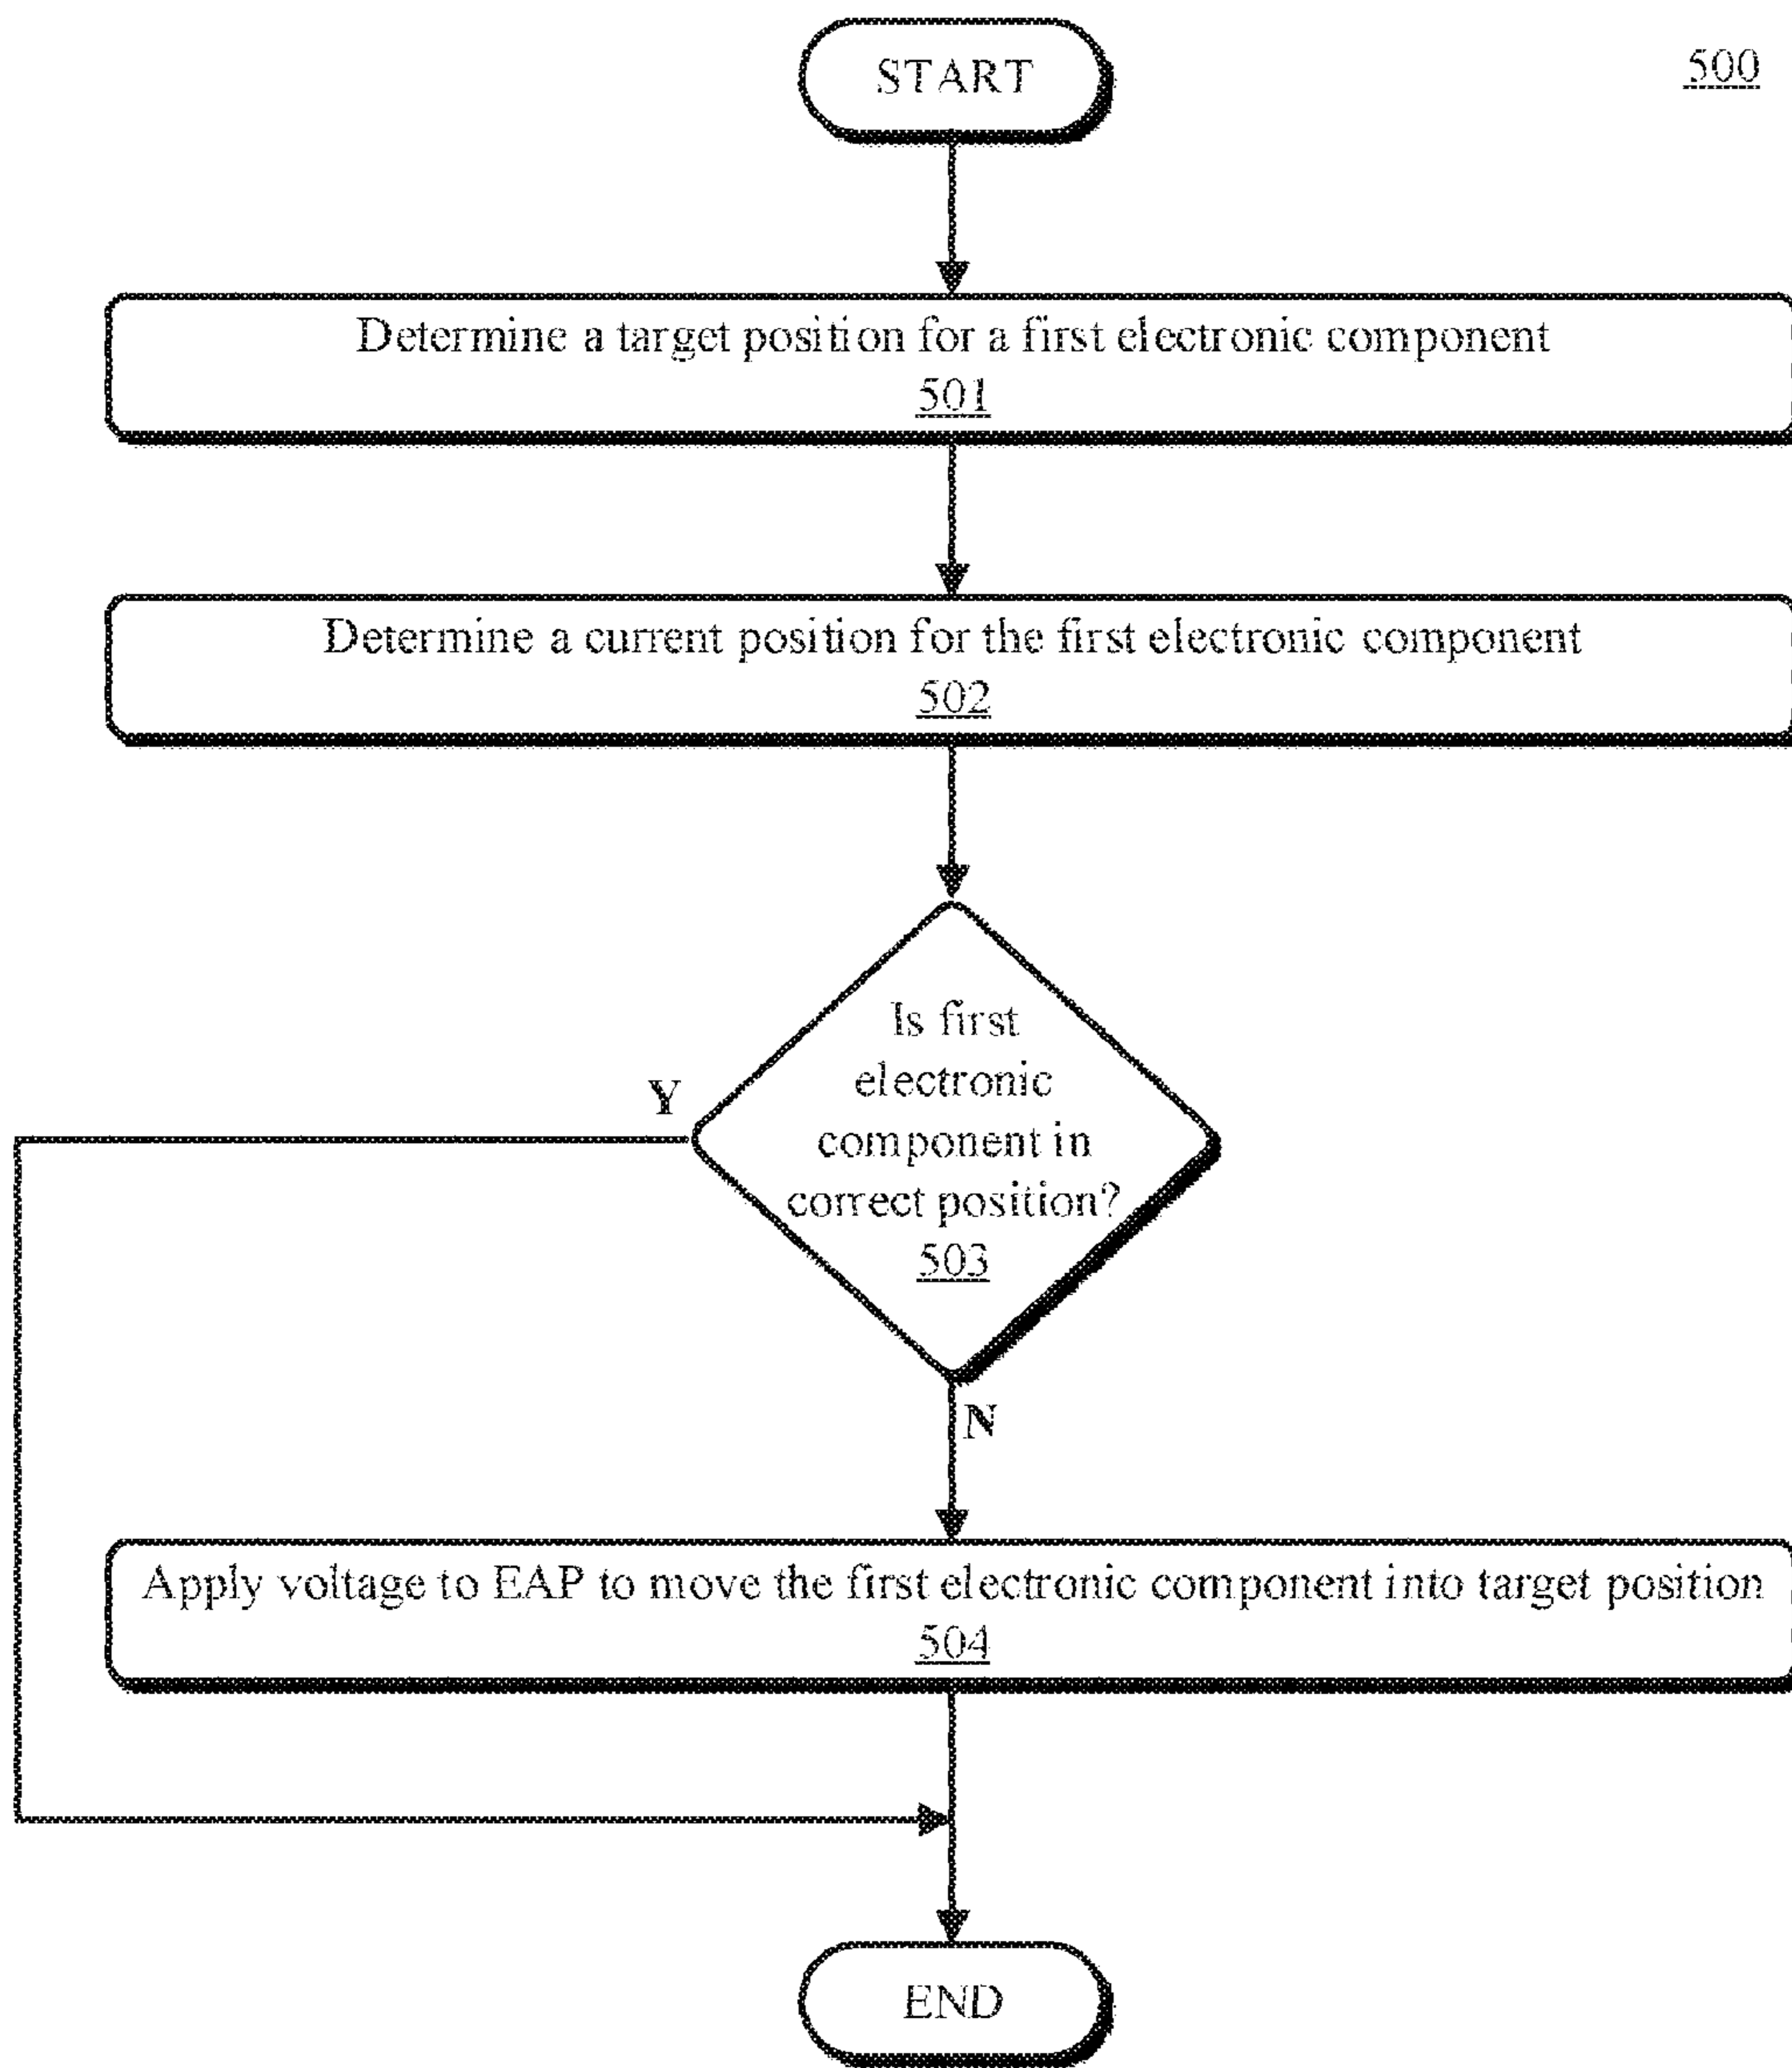 500
START
Determine a target position for a first electronic component
501
Determine a current position for the first electronic component
502
Is first
electronic
component in
correct position?
503
Y
N
Apply voltage to EAP to move the first electronic component into target position
504
END